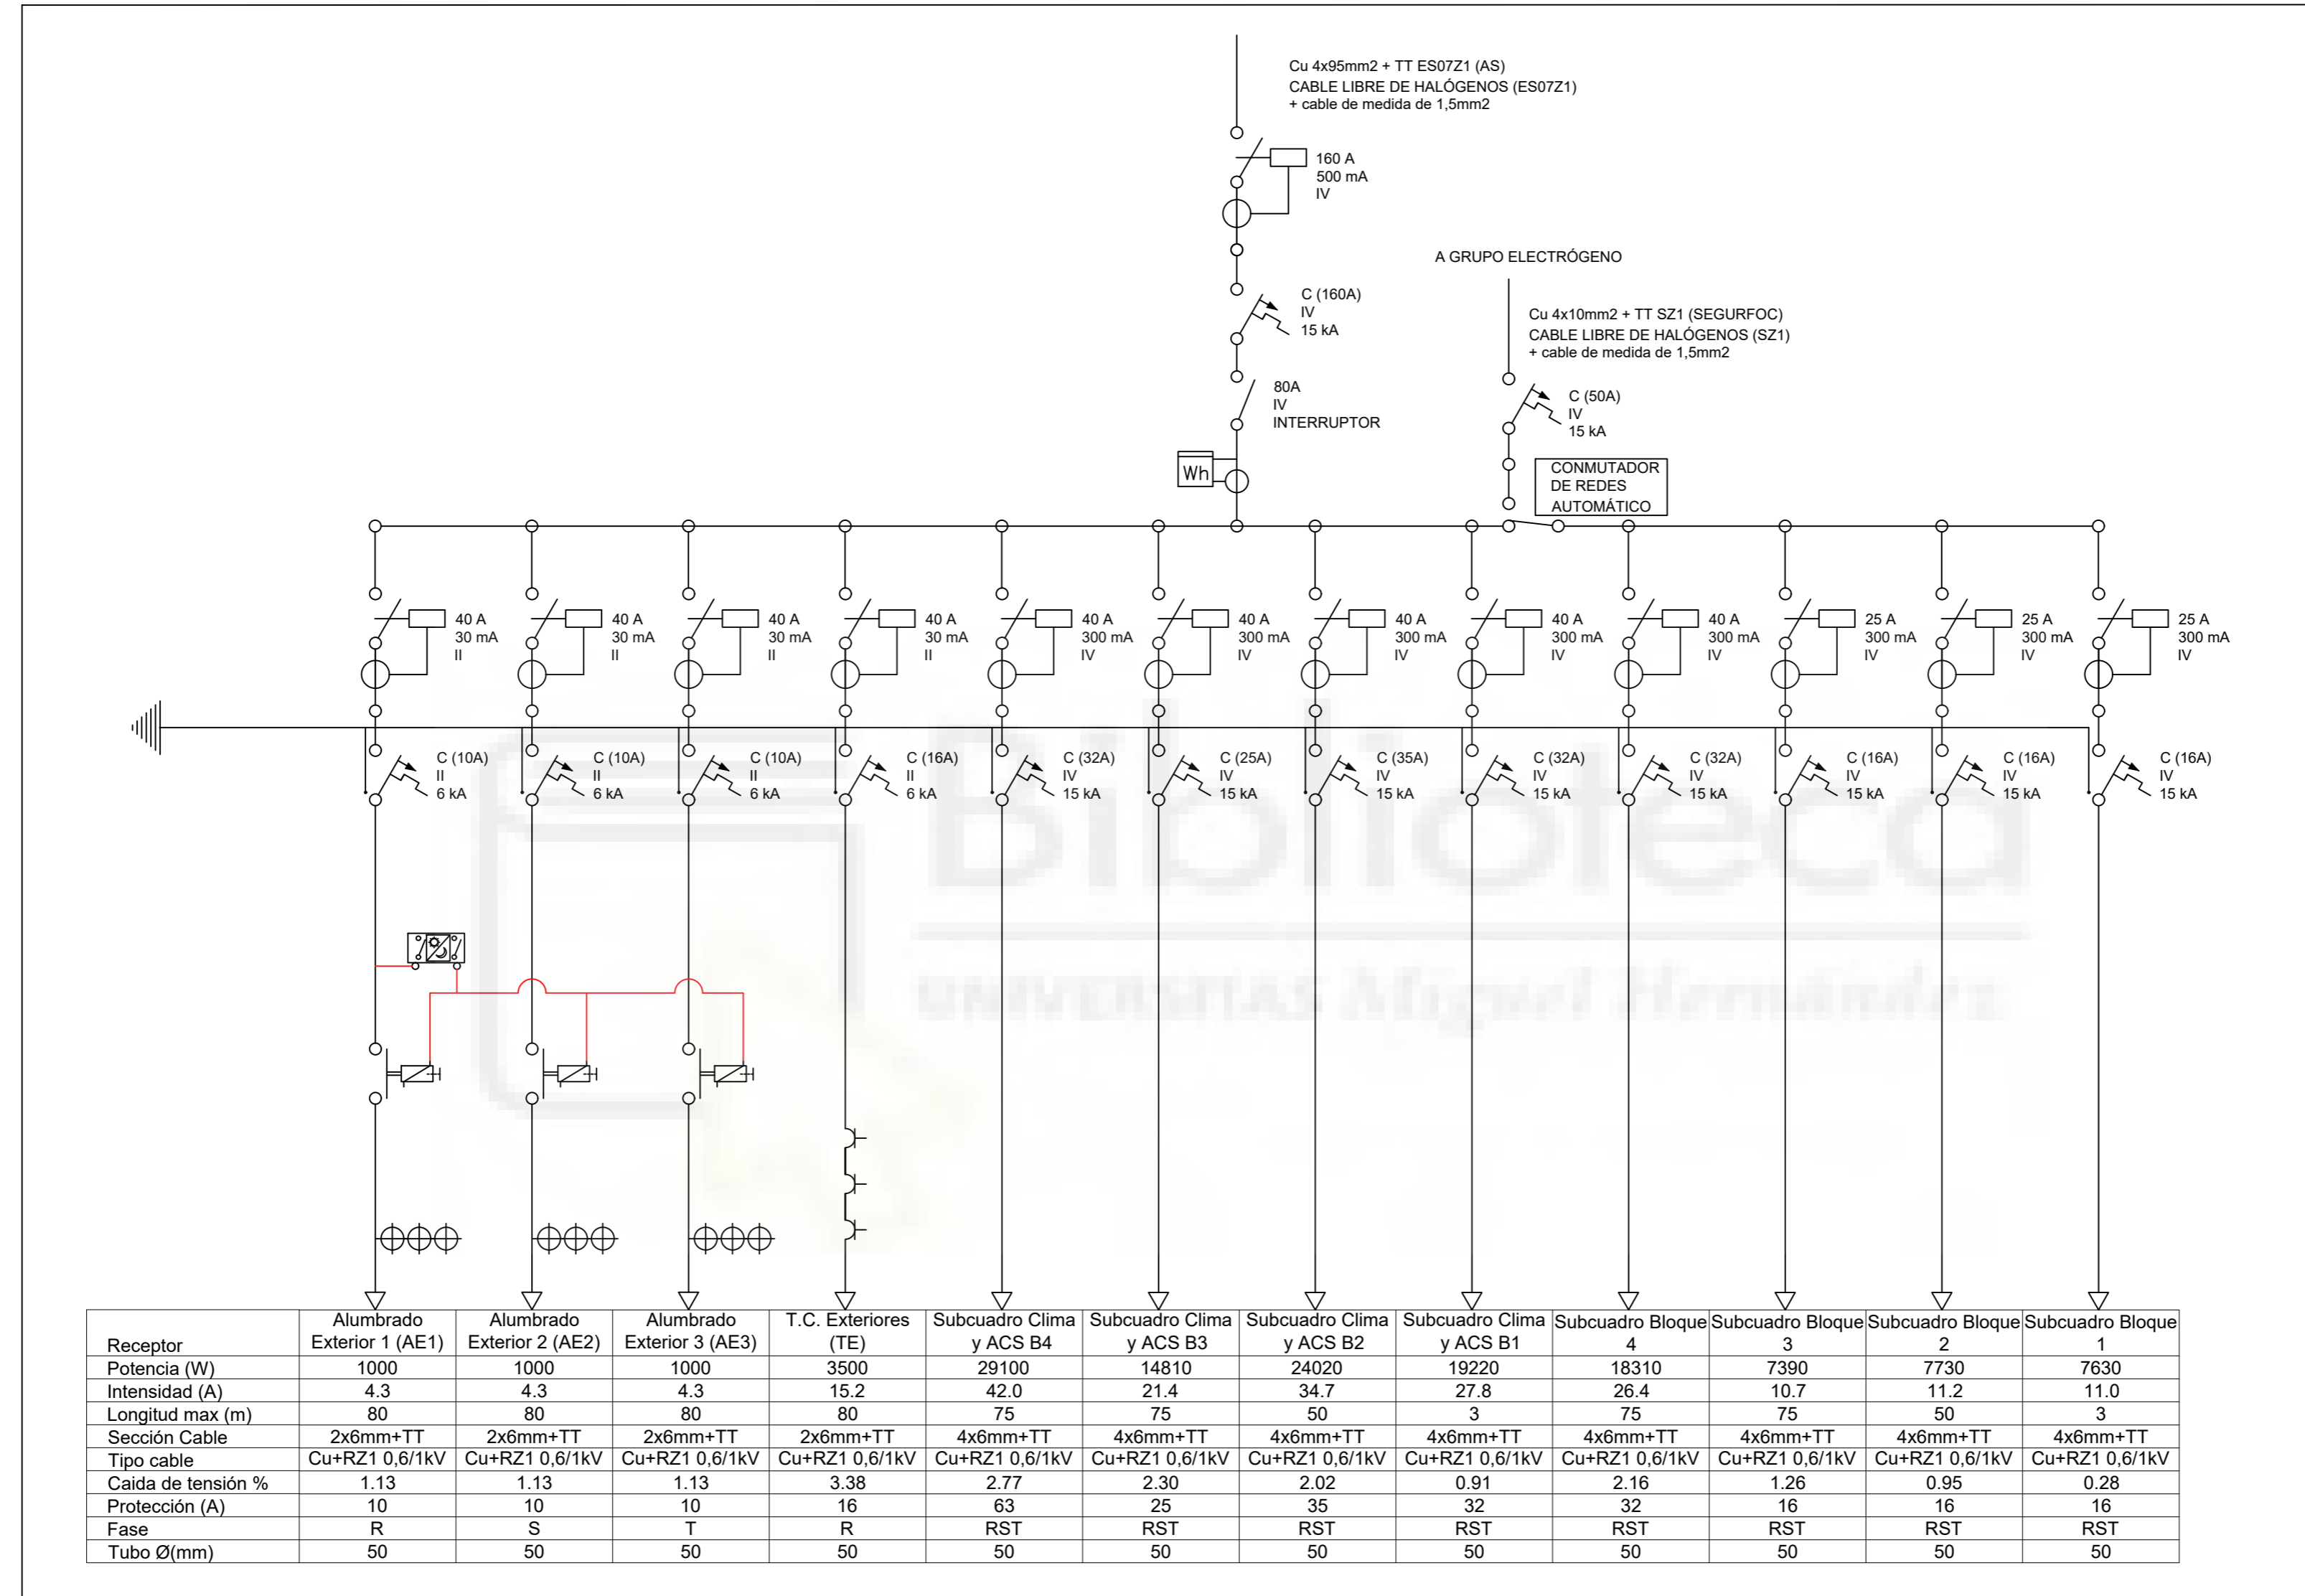 Cu 4x95mm2 + TT ES07Z1 (AS)
CABLE LIBRE DE HALÓGENOS (ES07Z1)
+ cable de medida de 1,5mm2
160 A
500 mA
IV
A GRUPO ELECTRÓGENO
C (160A)
IV
15 kA
Cu 4x10mm2 + TT SZ1 (SEGURFOC)
CABLE LIBRE DE HALÓGENOS (SZ1)
+ cable de medida de 1,5mm2
80A
IV
INTERRUPTOR
C (50A)
IV
15 kA
Wh
CONMUTADOR
DE REDES
AUTOMÁTICO
40 A 40 A 40 A 40 A 40 A 40 A 40 A 40 A 40 A 25 A 25 A 25 A
30 mA 30 mA 30 mA 30 mA 300 mA 300 mA 300 mA 300 mA 300 mA 300 mA 300 mA 300 mA
II II II II IV IV IV IV IV IV IV IV
C (10A) C (10A) C (10A) C (16A) C (32A) C (25A) C (35A) C (32A) C (32A) C (16A) C (16A) C (16A)
II II II II IV IV IV IV IV IV IV IV
6 kA 6 kA 6 kA 6 kA 15 kA 15 kA 15 kA 15 kA 15 kA 15 kA 15 kA 15 kA
Biblioteca
UNIVERSITAS Miguel Hernández
Alumbrado Alumbrado Alumbrado T.C. Exteriores Subcuadro Clima Subcuadro Clima Subcuadro Clima Subcuadro Clima Subcuadro Bloque Subcuadro Bloque Subcuadro Bloque Subcuadro Bloque
Receptor Exterior 1 (AE1) Exterior 2 (AE2) Exterior 3 (AE3) (TE) y ACS B4 y ACS B3 y ACS B2 y ACS B1 4 3 2 1
Potencia (W) 1000 1000 1000 3500 29100 14810 24020 19220 18310 7390 7730 7630
Intensidad (A) 4.3 4.3 4.3 15.2 42.0 21.4 34.7 27.8 26.4 10.7 11.2 11.0
Longitud max (m) 80 80 80 80 75 75 50 3 75 75 50 3
Sección Cable 2x6mm+TT 2x6mm+TT 2x6mm+TT 2x6mm+TT 4x6mm+TT 4x6mm+TT 4x6mm+TT 4x6mm+TT 4x6mm+TT 4x6mm+TT 4x6mm+TT 4x6mm+TT
Tipo cable Cu+RZ1 0,6/1kV Cu+RZ1 0,6/1kV Cu+RZ1 0,6/1kV Cu+RZ1 0,6/1kV Cu+RZ1 0,6/1kV Cu+RZ1 0,6/1kV Cu+RZ1 0,6/1kV Cu+RZ1 0,6/1kV Cu+RZ1 0,6/1kV Cu+RZ1 0,6/1kV Cu+RZ1 0,6/1kV Cu+RZ1 0,6/1kV
Caida de tensión % 1.13 1.13 1.13 3.38 2.77 2.30 2.02 0.91 2.16 1.26 0.95 0.28
Protección (A) 10 10 10 16 63 25 35 32 32 16 16 16
Fase R S T R RST RST RST RST RST RST RST RST
Tubo Ø(mm) 50 50 50 50 50 50 50 50 50 50 50 50